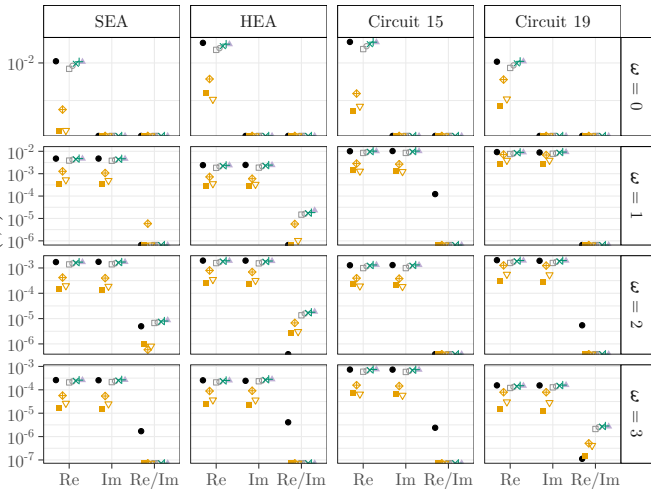 SEA HEA Circuit 15 Circuit 19
10⁻² ω = 0
10⁻²
10⁻³
10⁻⁵
10⁻⁶
ω = 1
10⁻³
10⁻⁴
10⁻⁵
10⁻⁶
ω = 2
10⁻³
10⁻⁴
10⁻⁵
10⁻⁶
10⁻⁷
ω = 3
Re Im Re/Im Re Im Re/Im Re Im Re/Im Re Im Re/Im